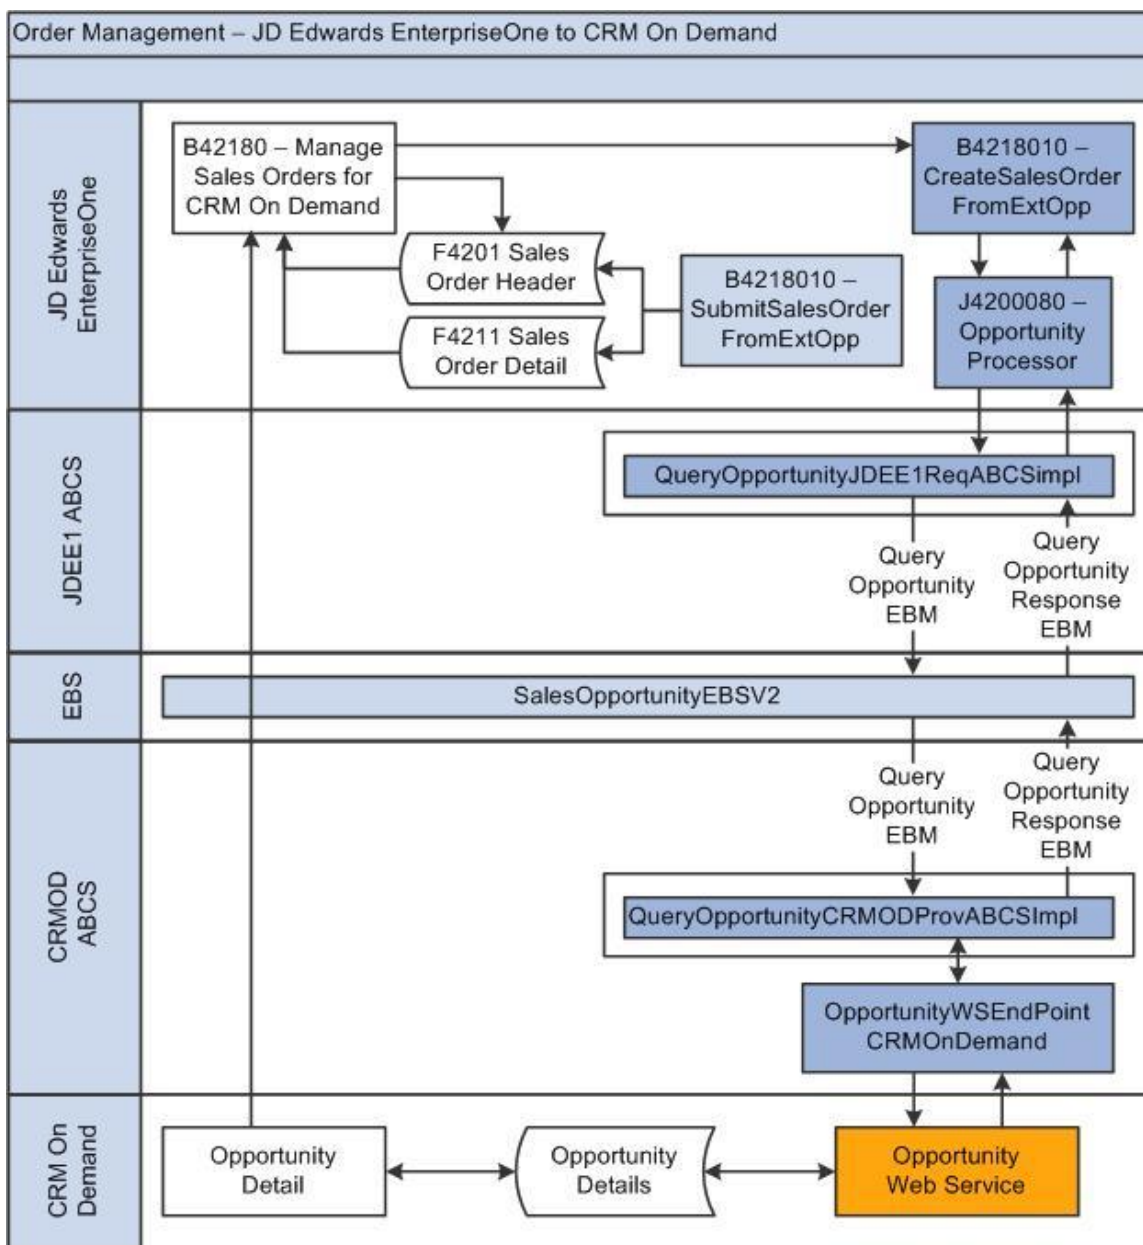 Order Management – JD Edwards EnterpriseOne to CRM On Demand
JD Edwards
EnterpriseOne
B42180 – Manage
Sales Orders for
CRM On Demand
B4218010 –
CreateSalesOrder
FromExtOpp
F4201 Sales
Order Header
B4218010 –
SubmitSalesOrder
FromExtOpp
J4200080 –
Opportunity
Processor
F4211 Sales
Order Detail
JDEE1 ABCS
QueryOpportunityJDEE1ReqABCSimpl
Query
Opportunity
EBM
Query
Opportunity
Response
EBM
EBS
SalesOpportunityEBSV2
CRMOD
ABCS
Query
Opportunity
EBM
Query
Opportunity
Response
EBM
QueryOpportunityCRMODProvABCSImpl
OpportunityWSEndPoint
CRMOnDemand
CRM On
Demand
Opportunity
Detail
Opportunity
Details
Opportunity
Web Service